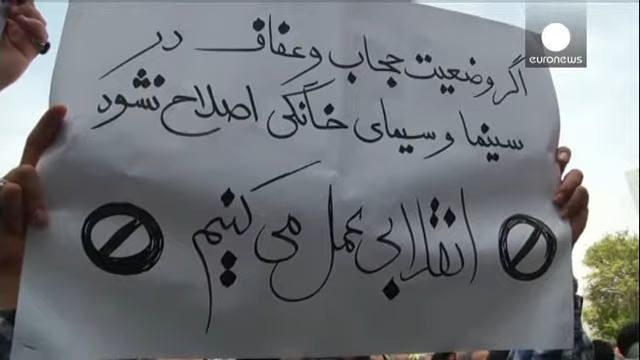 euronews
اگر وضعیت حجاب و عفاف در
سینما و سیمای خانگی اصلاح نشود
انقلابی عمل می کنیم